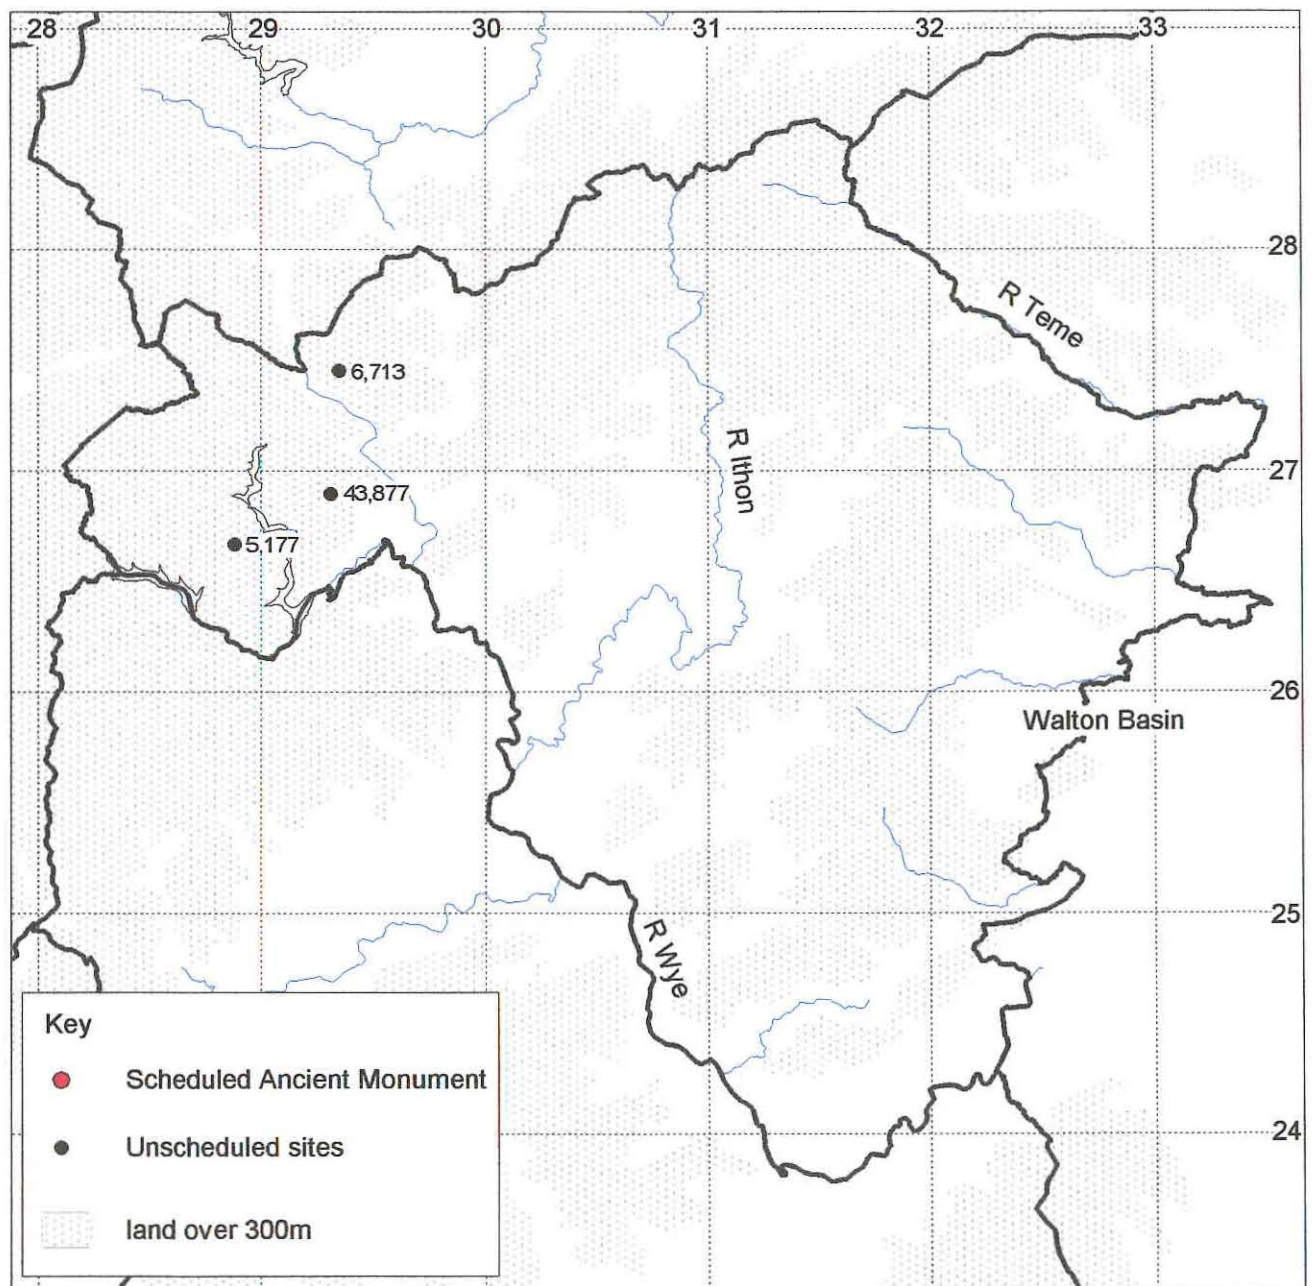 28 29 30 31 32 33
28
R Teme
6,713
R Ithon
27
43,877
5,177
26
Walton Basin
25
R Wye
Key
Scheduled Ancient Monument
Unscheduled sites
24
land over 300m